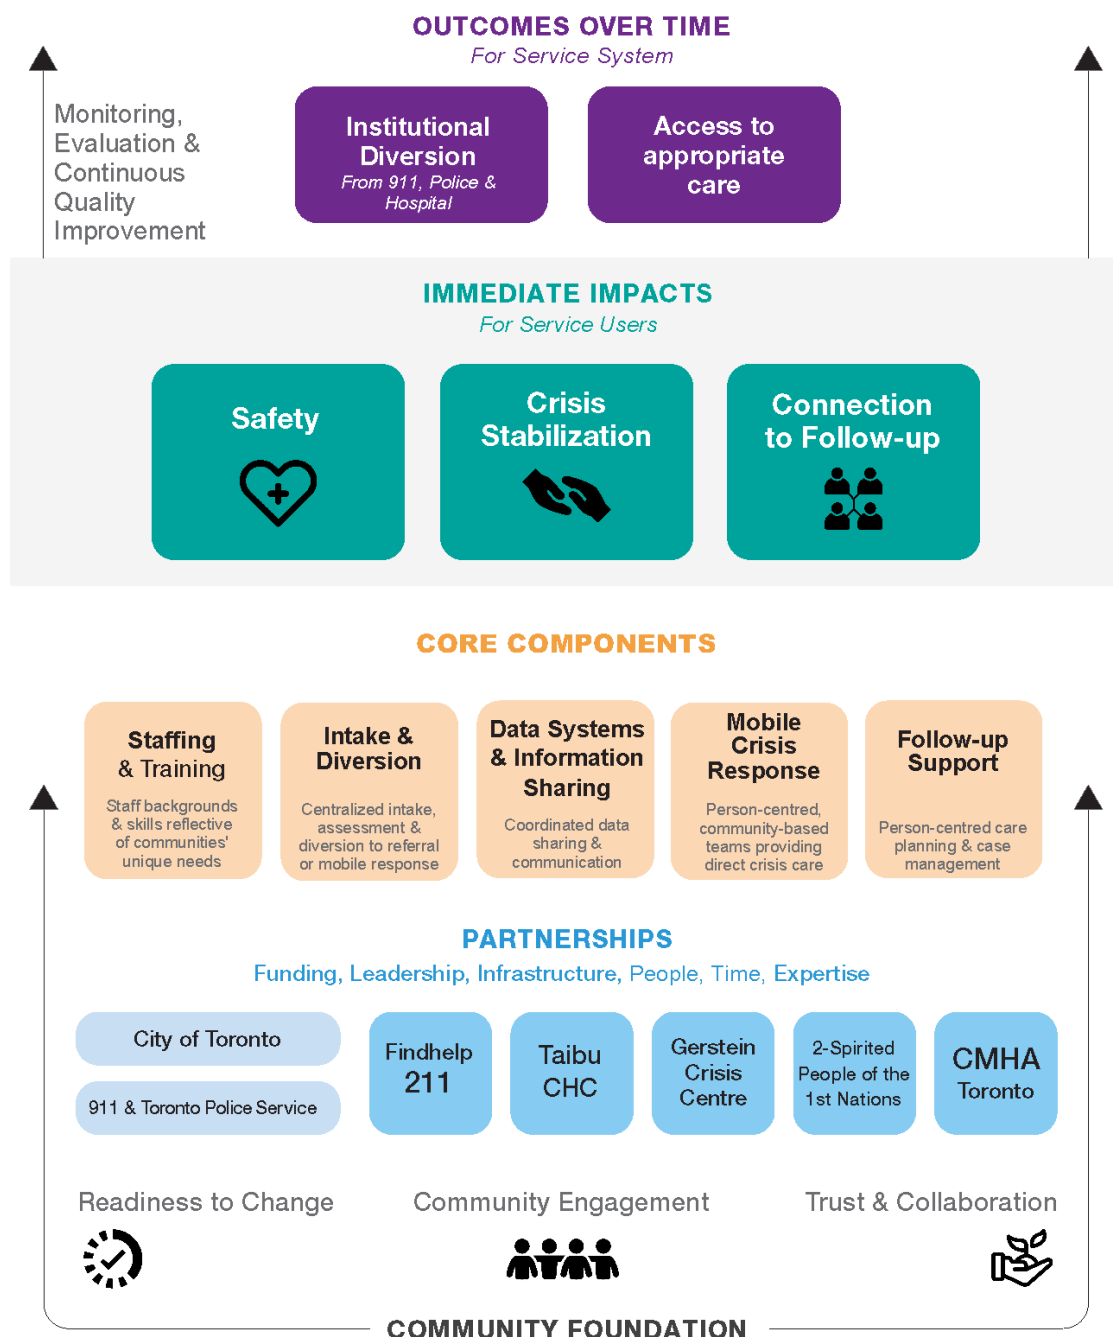 OUTCOMES OVER TIME
For Service System
Monitoring,
Evaluation &
Continuous
Quality
Improvement
Institutional
Diversion
From 911, Police &
Hospital
Access to
appropriate
care
IMMEDIATE IMPACTS
For Service Users
Safety
Crisis
Stabilization
Connection
to Follow-up
CORE COMPONENTS
Staffing
& Training
Staff backgrounds
& skills reflective
of communities'
unique needs
Intake &
Diversion
Centralized intake,
assessment &
diversion to referral
or mobile response
Data Systems
& Information
Sharing
Coordinated data
sharing &
communication
Mobile
Crisis
Response
Person-centred,
community-based
teams providing
direct crisis care
Follow-up
Support
Person-centred care
planning & case
management
PARTNERSHIPS
Funding, Leadership, Infrastructure, People, Time, Expertise
City of Toronto
911 & Toronto Police Service
Findhelp
211
Taibu
CHC
Gerstein
Crisis
Centre
2-Spirited
People of the
1st Nations
CMHA
Toronto
Readiness to Change
Community Engagement
Trust & Collaboration
COMMUNITY FOUNDATION